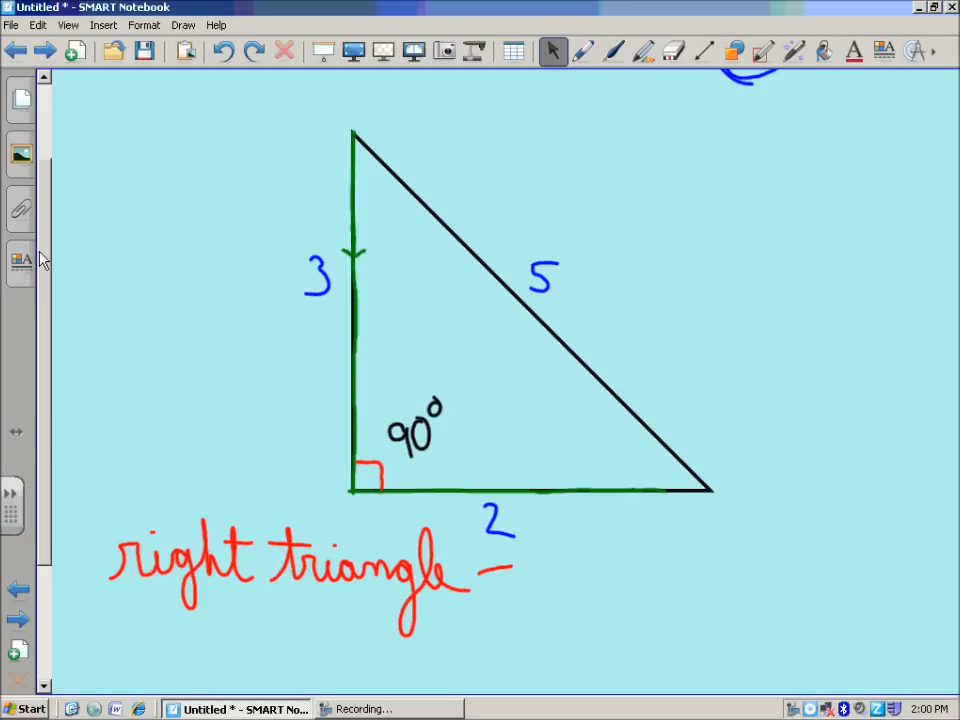 Untitled * - SMART Notebook
File Edit View Insert Format Draw Help
3
5
90°
2
right triangle -
Start
Untitled * - SMART No...
Recording...
2:00 PM